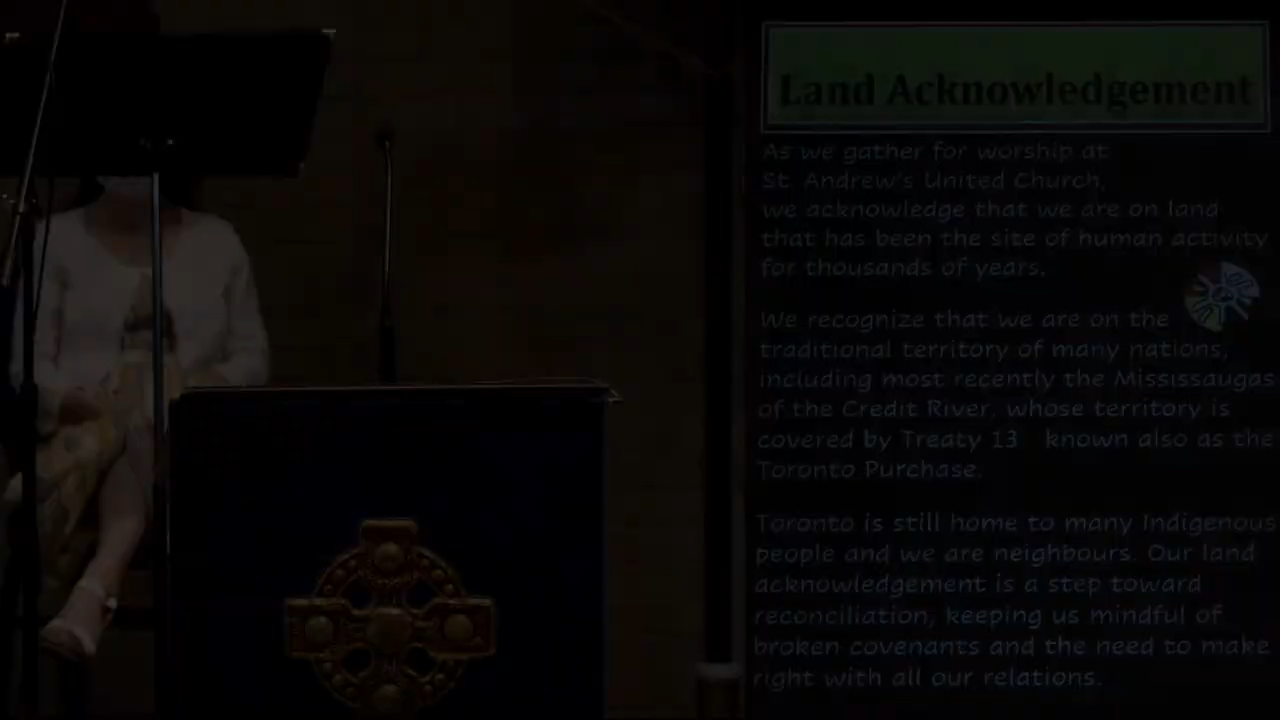 Land Acknowledgement
As we gather for worship at
St. Andrew's United Church,
we acknowledge that we are on land
that has been the site of human activity
for thousands of years.
We recognize that we are on the
traditional territory of many nations,
including most recently the Mississaugas
of the Credit River, whose territory is
covered by Treaty 13 known also as the
Toronto Purchase.
Toronto is still home to many Indigenous
people and we are neighbours. Our land
acknowledgement is a step toward
reconciliation, keeping us mindful of
broken covenants and the need to make
right with all our relations.